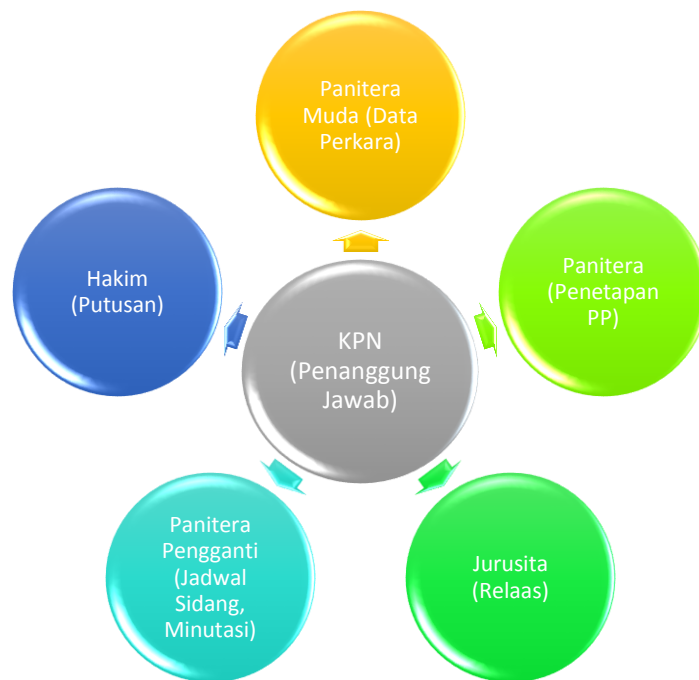 Panitera
Muda (Data
Perkara)
Hakim
(Putusan)
Panitera
(Penetapan
PP)
KPN
(Penanggung
Jawab)
Panitera
Pengganti
(Jadwal
Sidang,
Minutasi)
Jurusita
(Relaas)